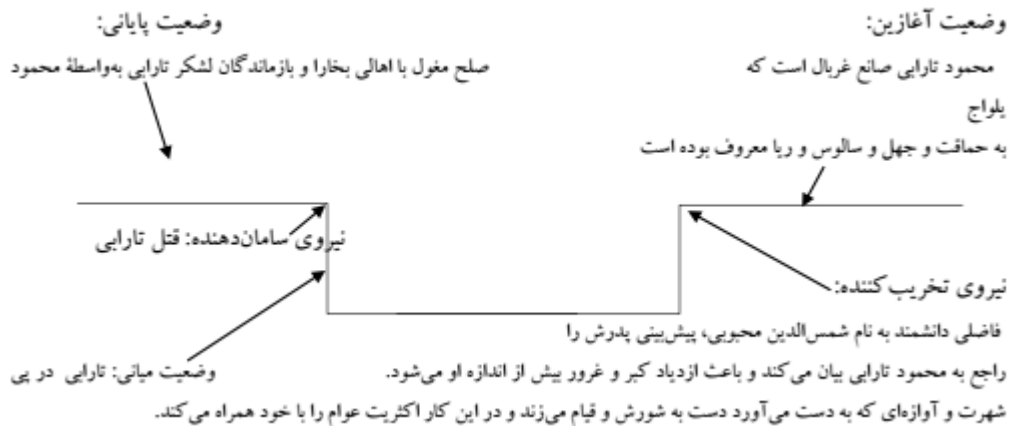 وضعیت آغازین:
وضعیت پایانی:
محمود تارابی صانع غربال است که
صلح مغول با اهالی بخارا و بازماندگان لشکر تارابی به‌واسطهٔ محمود
یلواج
به حماقت و جهل و سالوس و ریا معروف بوده است
نیروی سامان‌دهنده: قتل تارابی
نیروی تخریب‌کننده:
فاضلی دانشمند به نام شمس‌الدین محبوبی، پیش‌بینی پدرش را
راجع به محمود تارابی بیان می‌کند و باعث ازدیاد کبر و غرور بیش از اندازه او می‌شود.
وضعیت میانی: تارابی در پی
شهرت و آوازه‌ای که به دست می‌آورد دست به شورش و قیام می‌زند و در این کار اکثریت عوام را با خود همراه می‌کند.